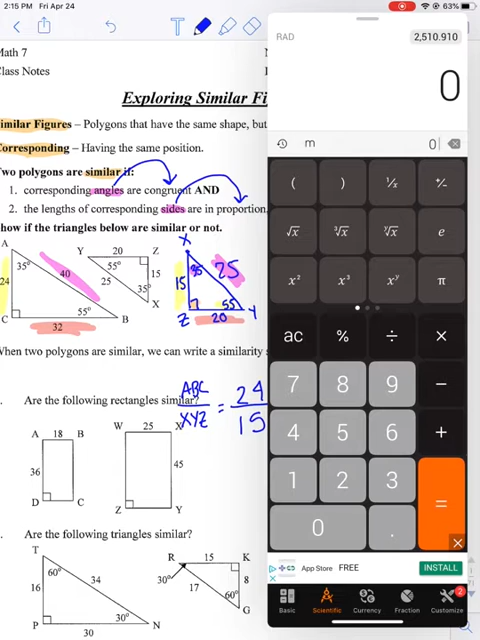 2:15 PM Fri Apr 24
63%
T
Math 7
Class Notes
Exploring Similar Fi
Similar Figures – Polygons that have the same shape, but
Corresponding – Having the same position.
Two polygons are similar if:
1. corresponding angles are congruent AND
2. the lengths of corresponding sides are in proportion,
Show if the triangles below are similar or not.
A
35°
24
40
C
55°
B
32
Y
20
Z
55°
15
25
35°
X
X
35
25
15
55
Z
20
Y
When two polygons are similar, we can write a similarity s
ABC
XYZ
=
24
15
Are the following rectangles similar?
A
18
B
36
D
C
W
25
X
45
Z
Y
Are the following triangles similar?
T
60°
16
34
P
30°
N
30
R
15
K
30°
8
17
60°
G
RAD
2,510.910
0
m
0
(
)
¹/x
⁺/-
√x
³√x
ʸ√x
e
x²
x³
xʸ
π
ac
%
÷
×
7
8
9
−
4
5
6
+
1
2
3
=
0
.
App Store FREE
INSTALL
Basic
Scientific
Currency
Fraction
Customize
2